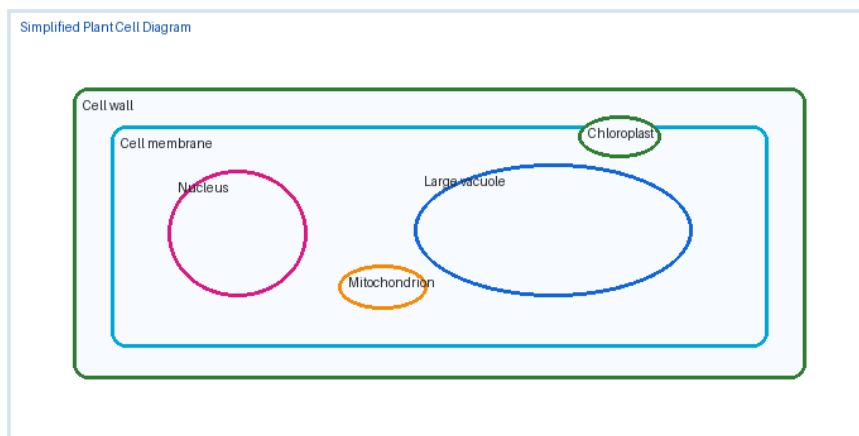 Simplified Plant Cell Diagram
Cell wall
Chloroplast
Cell membrane
Nucleus
Large vacuole
Mitochondrion